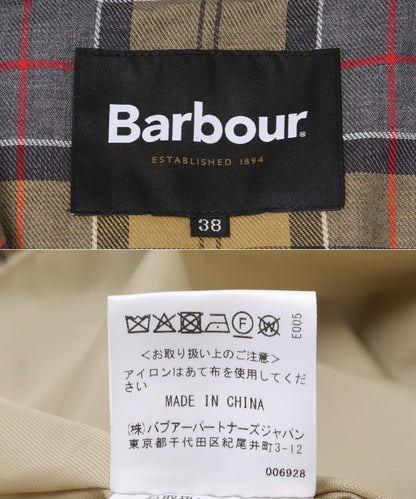 Barbour®
ESTABLISHED 1894
38
E005
<お取り扱い上のご注意>
アイロンはあて布を使用してください
MADE IN CHINA
(株)バブアーパートナーズジャパン
東京都千代田区紀尾井町3-12
006928